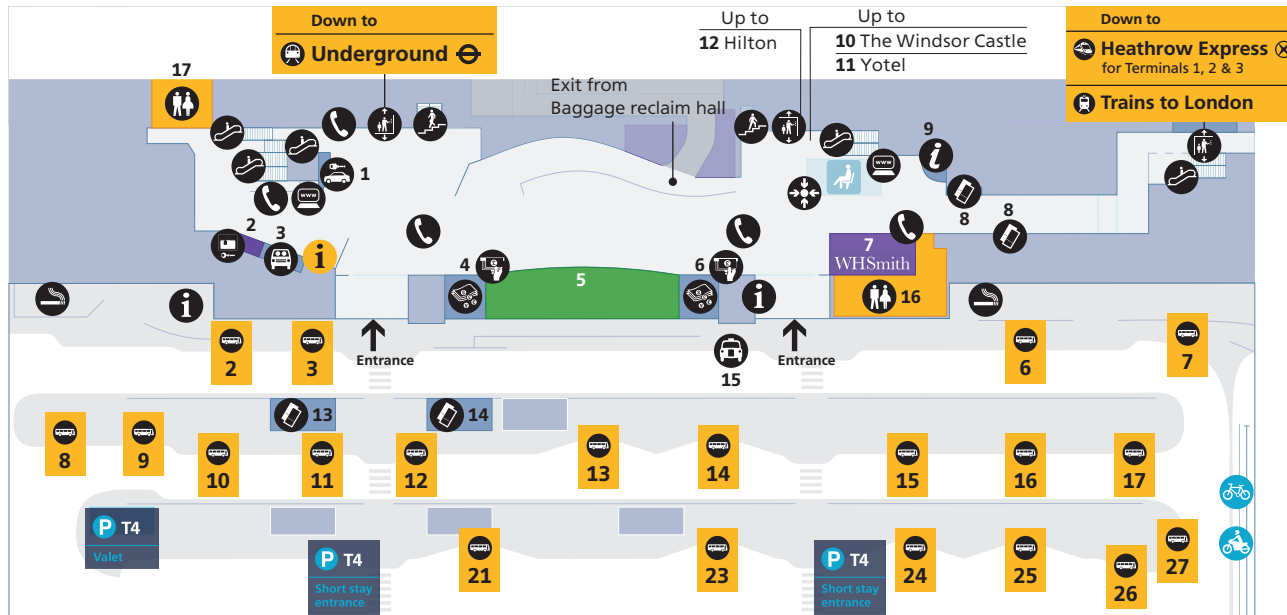 Down to
Underground
Up to
12 Hilton
Up to
10 The Windsor Castle
11 Yotel
Down to
Heathrow Express
for Terminals 1, 2 & 3
Trains to London
17
Exit from
Baggage reclaim hall
9
i
1
www
www
8
8
2
3
i
4
5
6
7
WHSmith
16
i
i
Entrance
Entrance
15
2
3
6
7
13
14
8
9
10
11
12
13
14
15
16
17
P T4
Valet
P T4
Short stay
entrance
21
23
P T4
Short stay
entrance
24
25
26
27